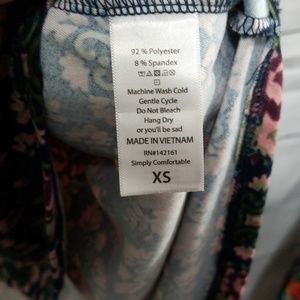 92 % Polyester
8 % Spandex
Machine Wash Cold
Gentle Cycle
Do Not Bleach
Hang Dry
or you'll be sad
MADE IN VIETNAM
RN#142161
Simply Comfortable
XS